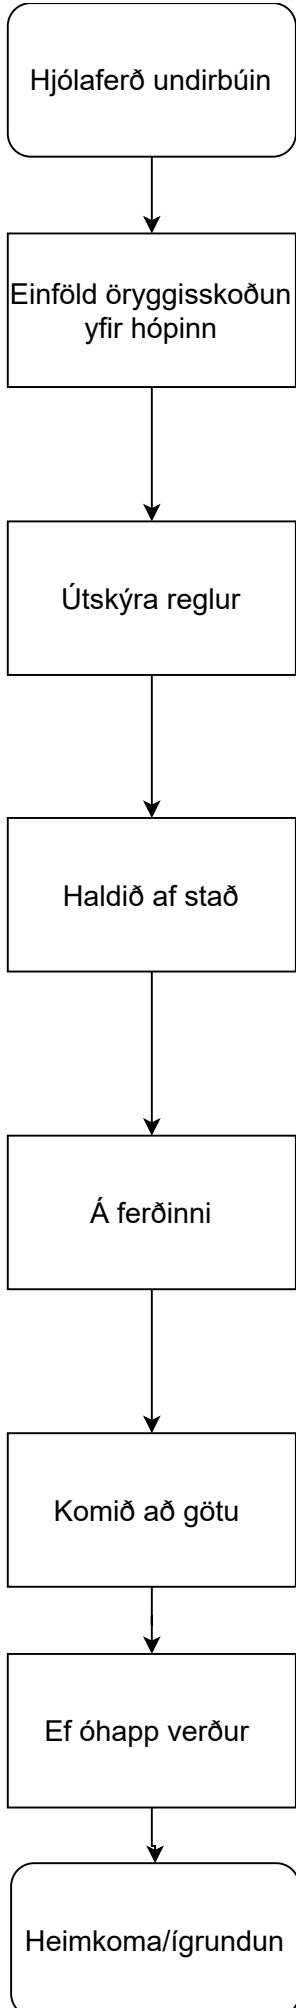 Hjólaferð undirbúin
Einföld öryggisskoðun
yfir hópinn
Útskýra reglur
Haldið af stað
Á ferðinni
Komið að götu
Ef óhapp verður
Heimkoma/ígrundun